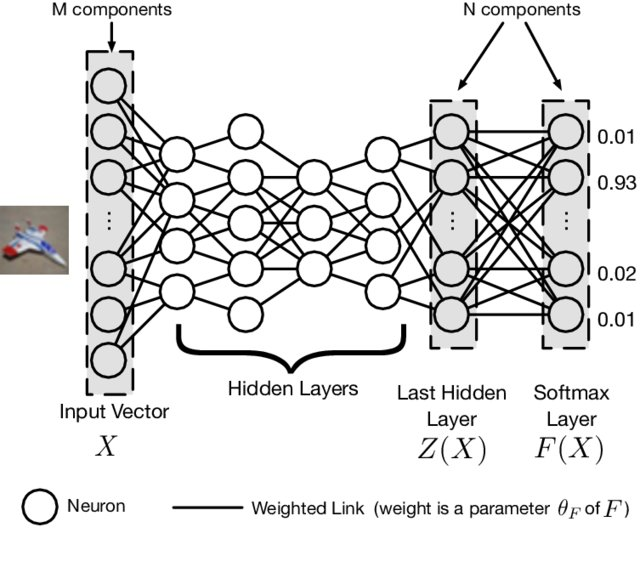 M components
N components
0.01
0.93
0.02
0.01
Hidden Layers
Input Vector
X
Last Hidden
Layer
Z(X)
Softmax
Layer
F(X)
Neuron
Weighted Link (weight is a parameter θ_F of F)